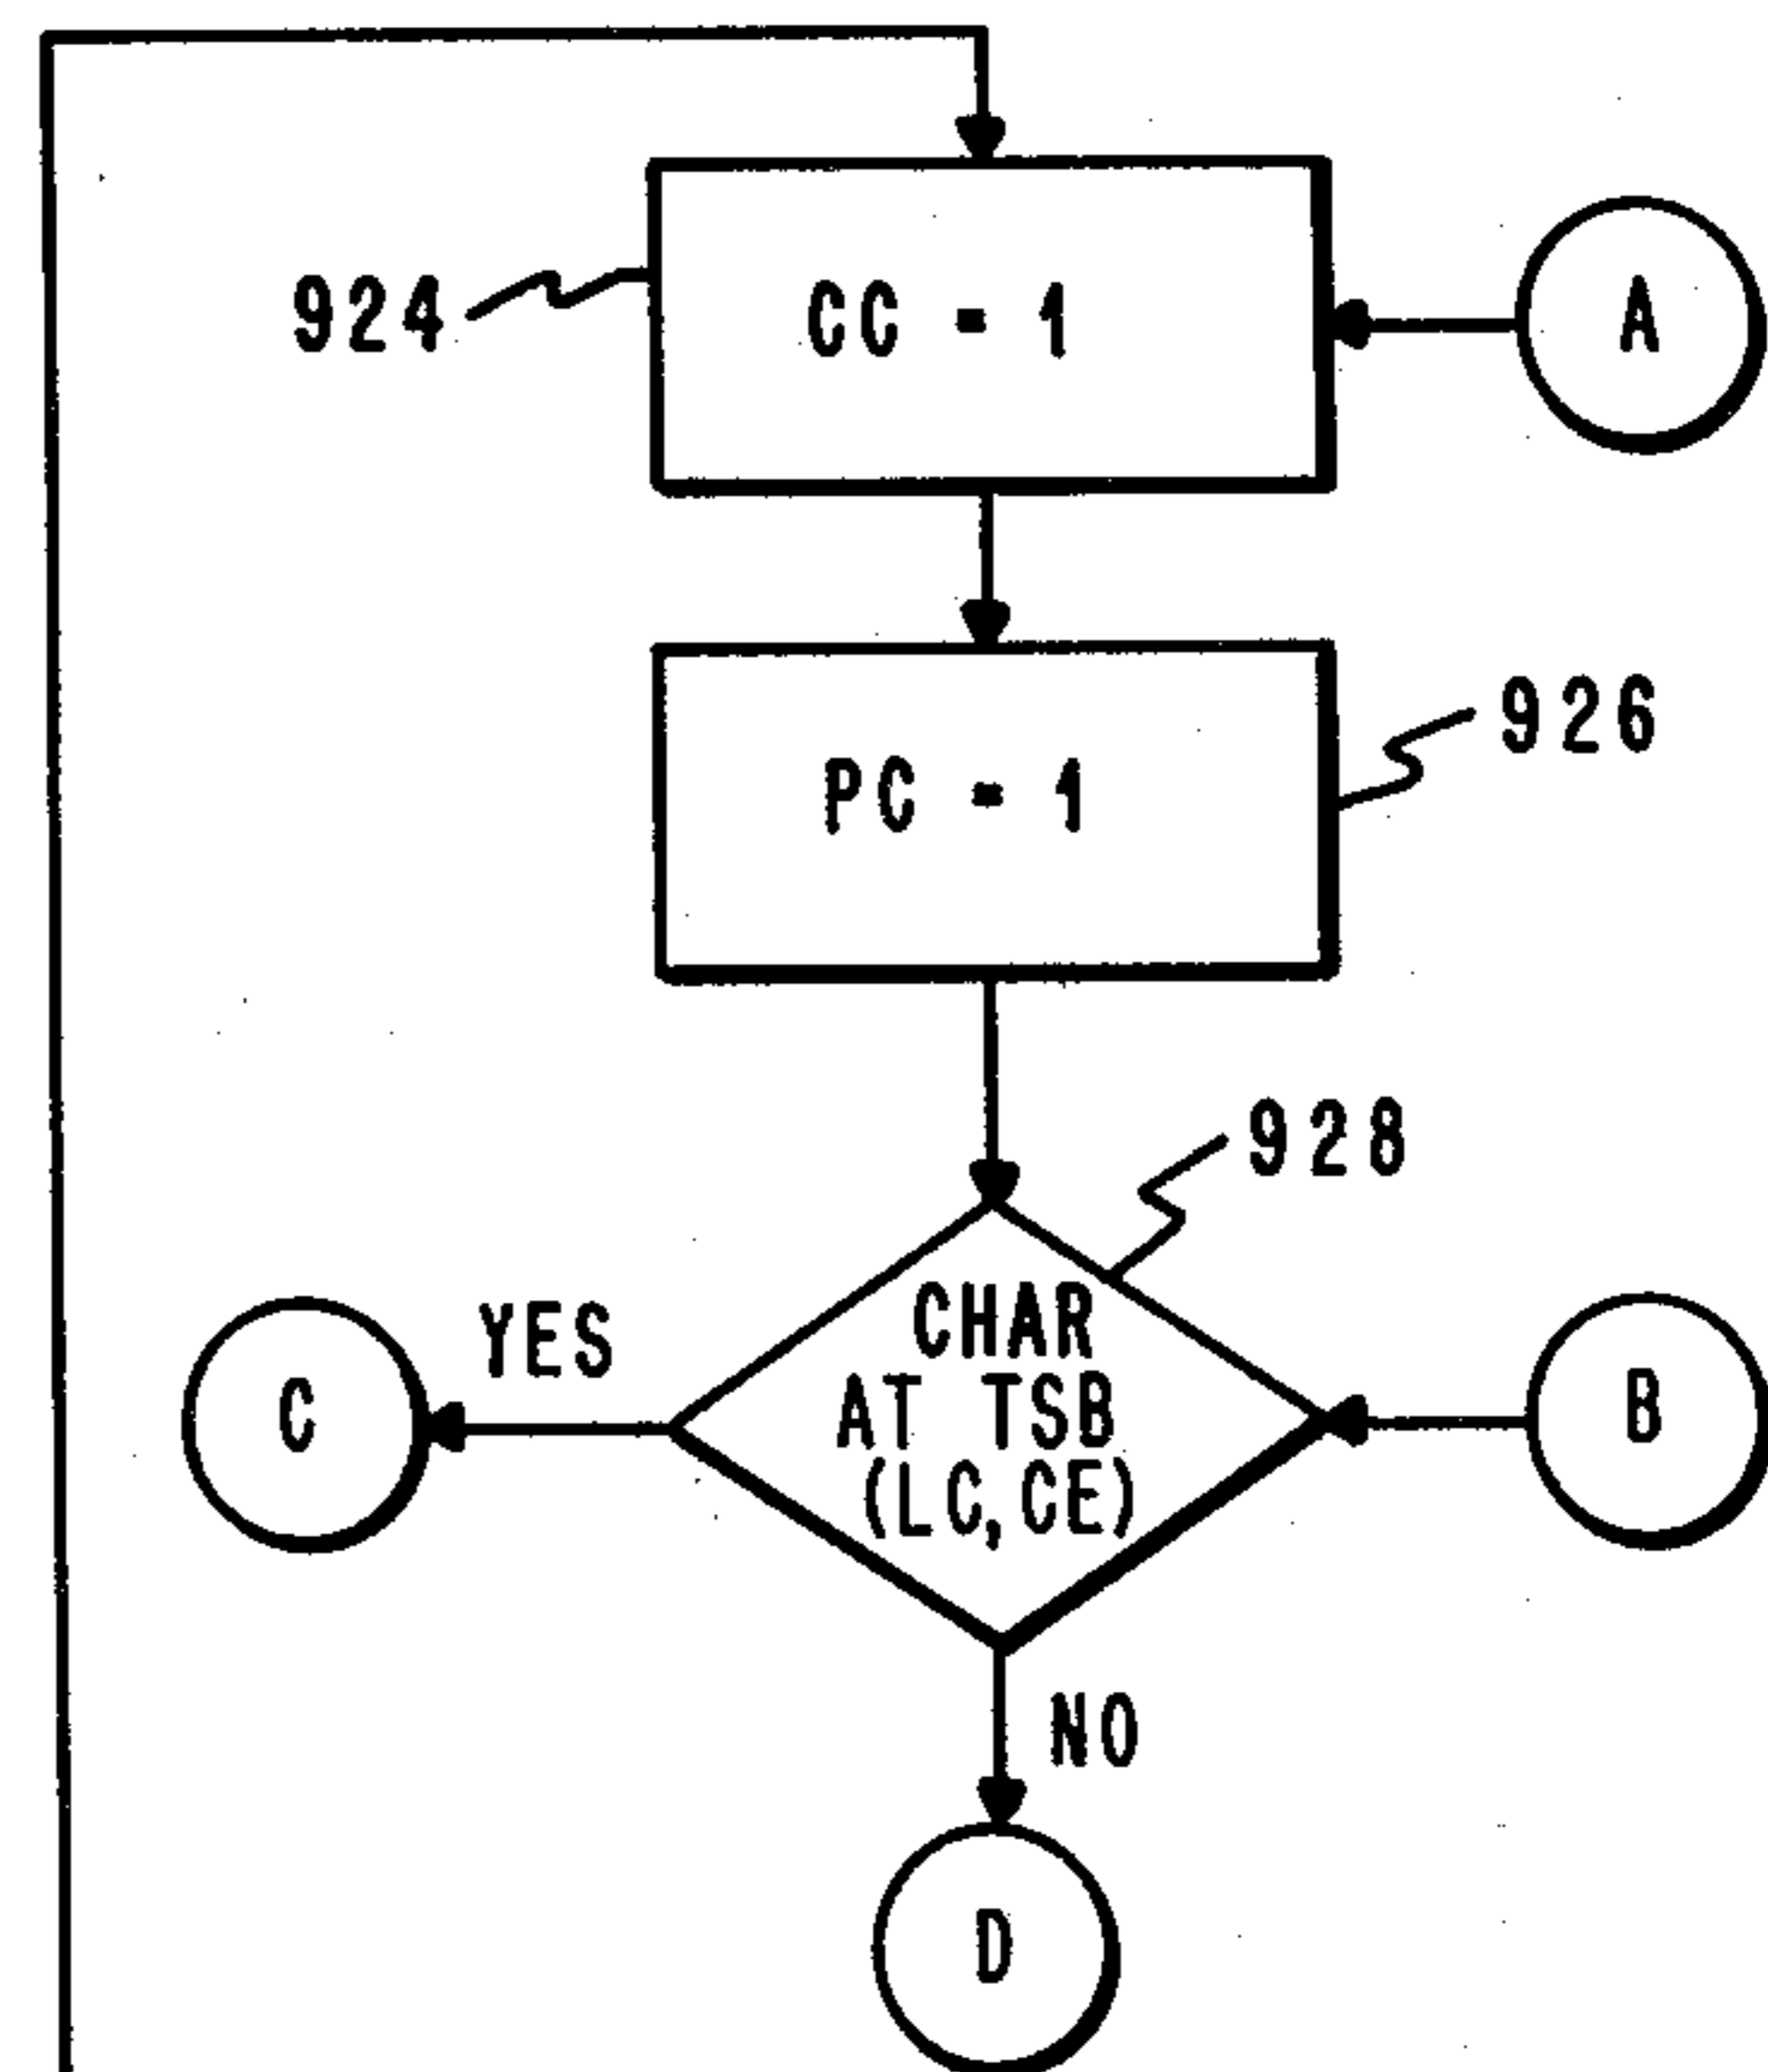 924
CC = 1
A
PC = 1
926
928
CHAR
AT TSB
(LC,CE)
YES
C
B
NO
D